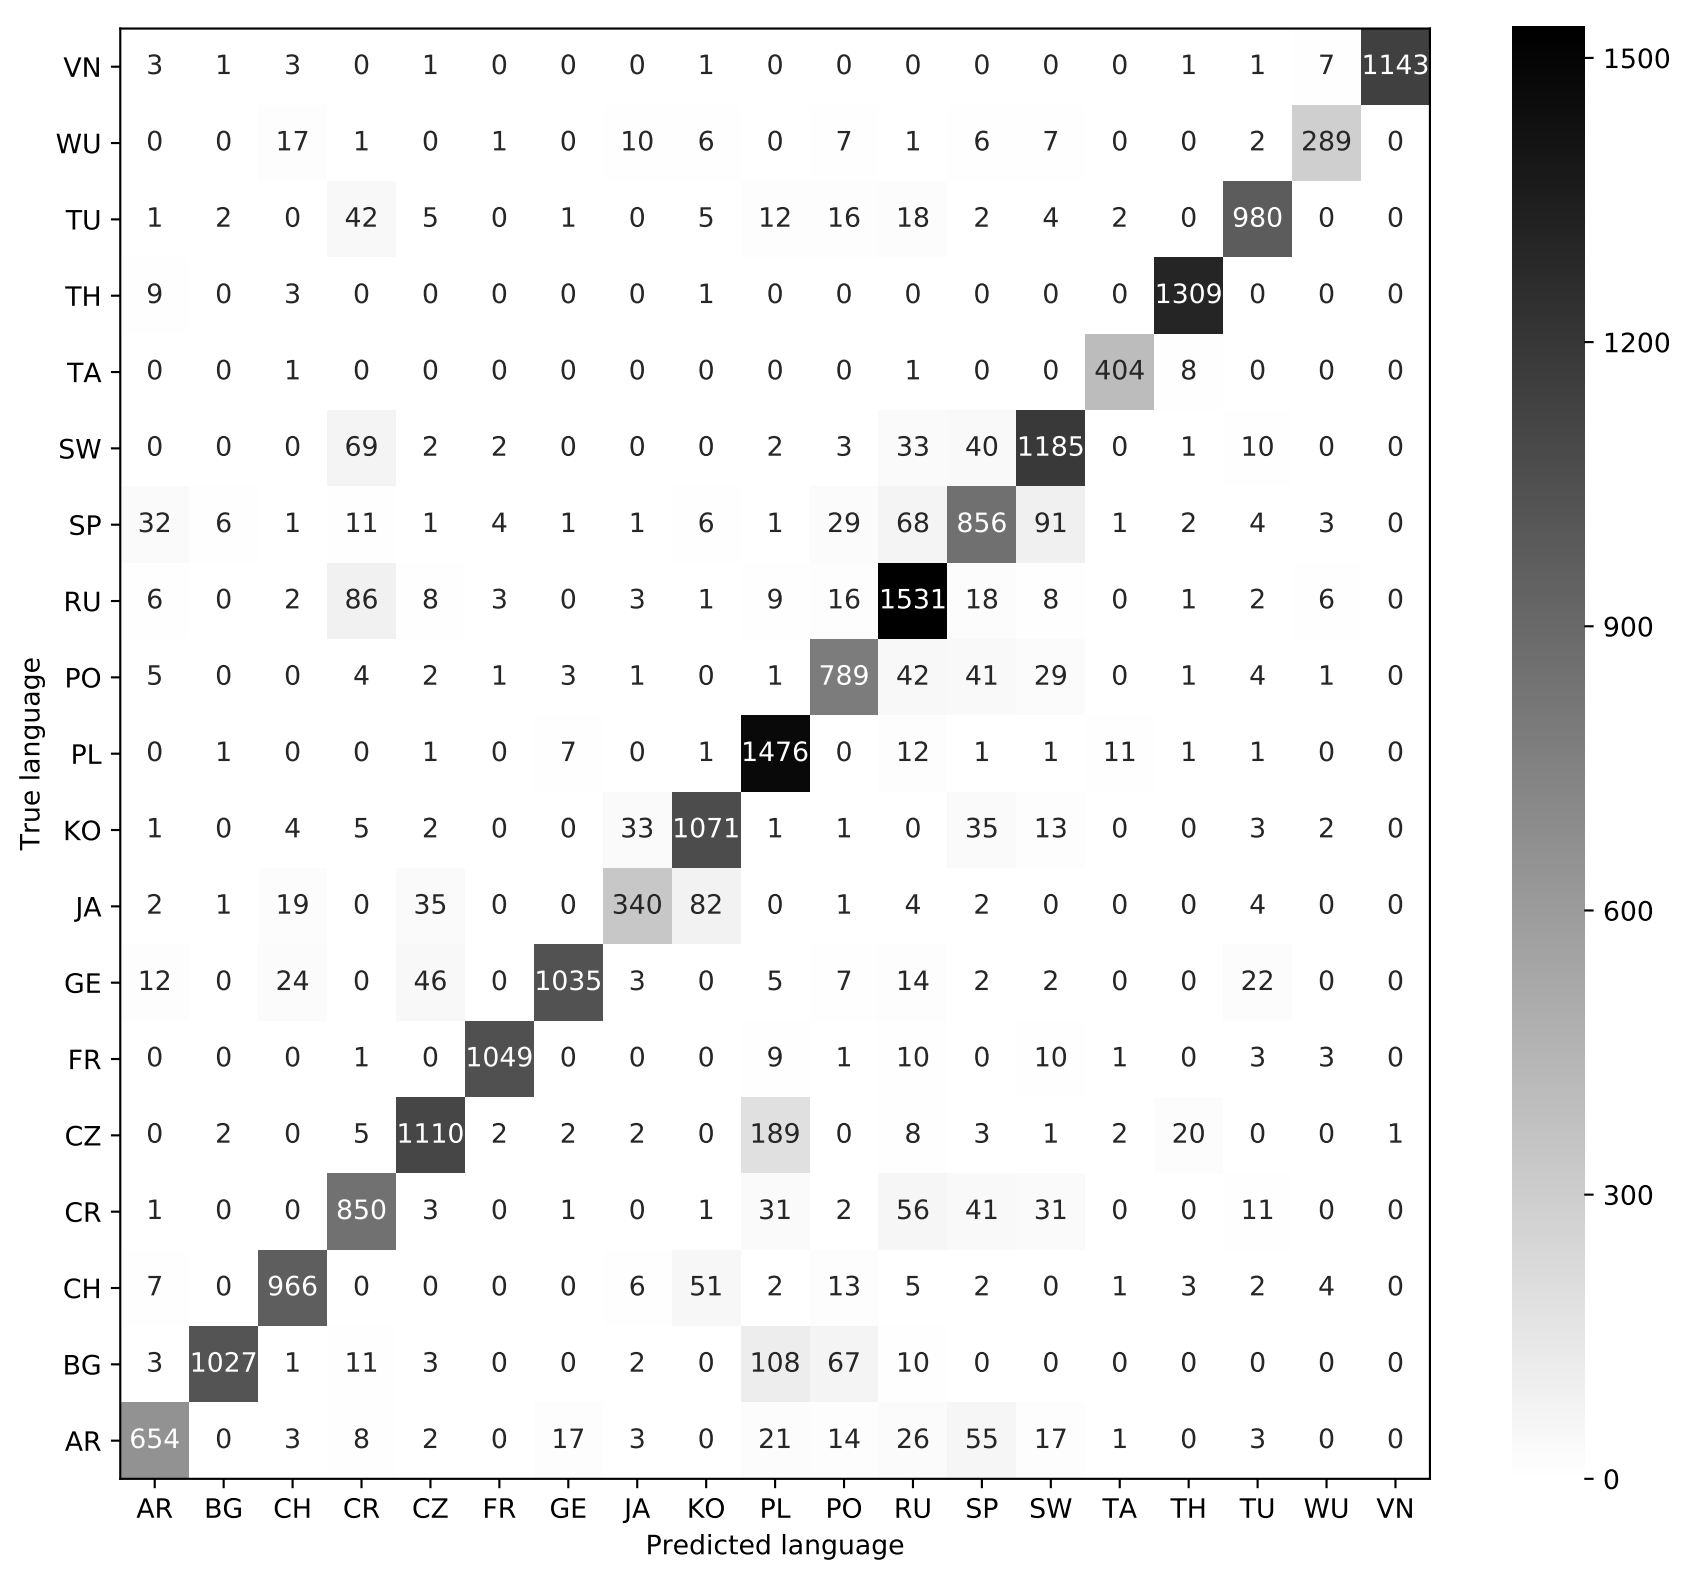 VN 3 1 3 0 1 0 0 0 1 0 0 0 0 0 0 1 1 7 1143
WU 0 0 17 1 0 1 0 10 6 0 7 1 6 7 0 0 2 289 0
TU 1 2 0 42 5 0 1 0 5 12 16 18 2 4 2 0 980 0 0
TH 9 0 3 0 0 0 0 0 1 0 0 0 0 0 0 1309 0 0 0
TA 0 0 1 0 0 0 0 0 0 0 0 1 0 0 404 8 0 0 0
SW 0 0 0 69 2 2 0 0 0 2 3 33 40 1185 0 1 10 0 0
SP 32 6 1 11 1 4 1 1 6 1 29 68 856 91 1 2 4 3 0
RU 6 0 2 86 8 3 0 3 1 9 16 1531 18 8 0 1 2 6 0
PO 5 0 0 4 2 1 3 1 0 1 789 42 41 29 0 1 4 1 0
PL 0 1 0 0 1 0 7 0 1 1476 0 12 1 1 11 1 1 0 0
KO 1 0 4 5 2 0 0 33 1071 1 1 0 35 13 0 0 3 2 0
JA 2 1 19 0 35 0 0 340 82 0 1 4 2 0 0 0 4 0 0
GE 12 0 24 0 46 0 1035 3 0 5 7 14 2 2 0 0 22 0 0
FR 0 0 0 1 0 1049 0 0 0 9 1 10 0 10 1 0 3 3 0
CZ 0 2 0 5 1110 2 2 2 0 189 0 8 3 1 2 20 0 0 1
CR 1 0 0 850 3 0 1 0 1 31 2 56 41 31 0 0 11 0 0
CH 7 0 966 0 0 0 0 6 51 2 13 5 2 0 1 3 2 4 0
BG 3 1027 1 11 3 0 0 2 0 108 67 10 0 0 0 0 0 0 0
AR 654 0 3 8 2 0 17 3 0 21 14 26 55 17 1 0 3 0 0
AR BG CH CR CZ FR GE JA KO PL PO RU SP SW TA TH TU WU VN
Predicted language
True language
1500
1200
900
600
300
0